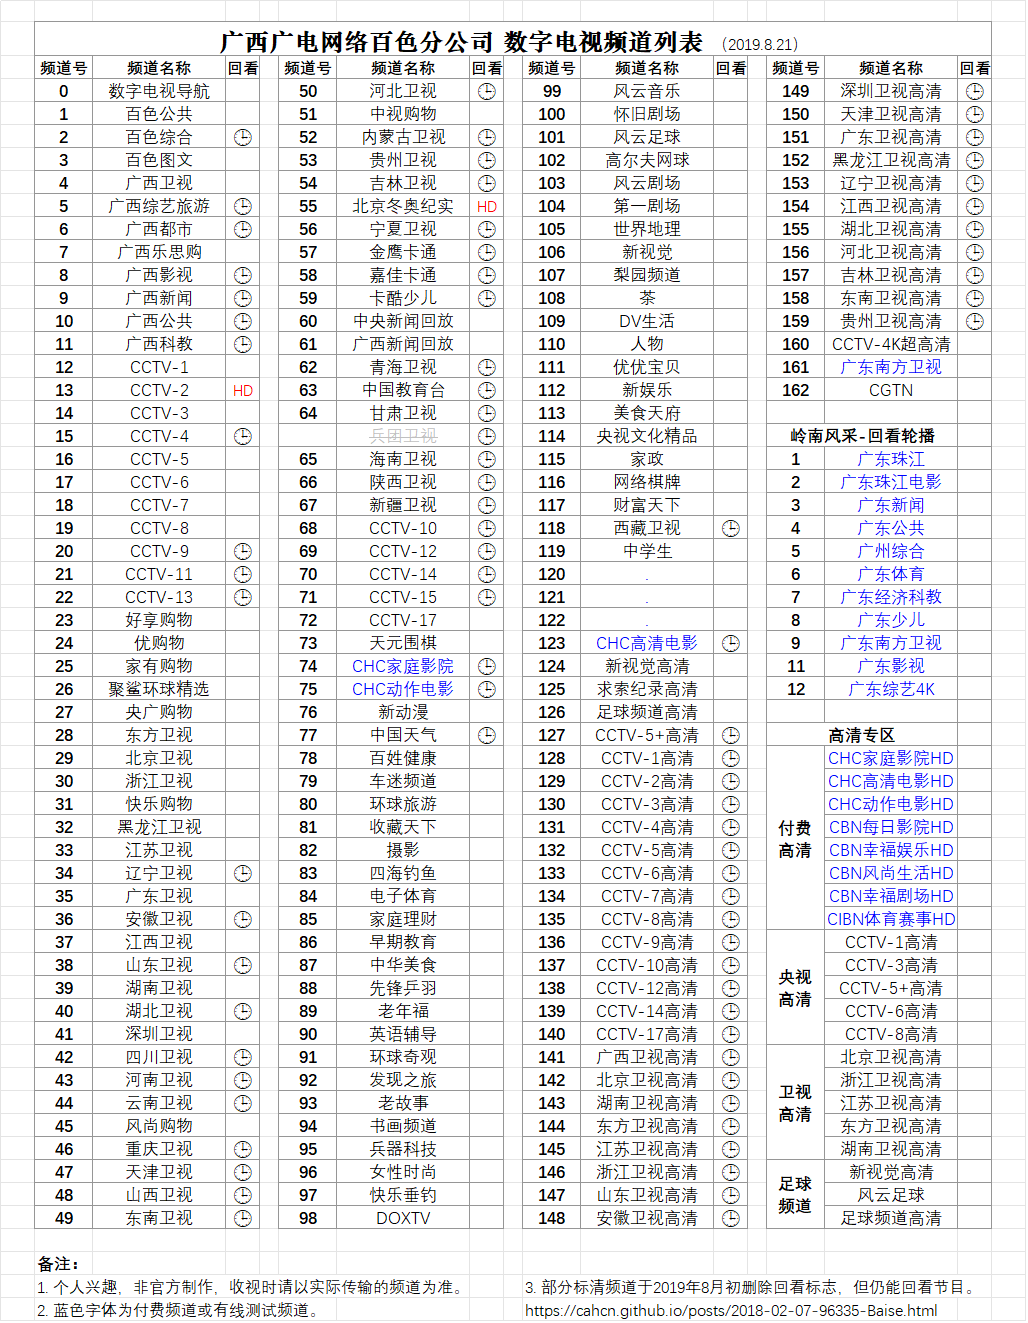 广西广电网络百色分公司 数字电视频道列表 (2019.8.21)
频道号 频道名称 回看
0 数字电视导航
1 百色公共
2 百色综合
3 百色图文
4 广西卫视
5 广西综艺旅游
6 广西都市
7 广西乐思购
8 广西影视
9 广西新闻
10 广西公共
11 广西科教
12 CCTV-1
13 CCTV-2 HD
14 CCTV-3
15 CCTV-4
16 CCTV-5
17 CCTV-6
18 CCTV-7
19 CCTV-8
20 CCTV-9
21 CCTV-11
22 CCTV-13
23 好享购物
24 优购物
25 家有购物
26 聚鲨环球精选
27 央广购物
28 东方卫视
29 北京卫视
30 浙江卫视
31 快乐购物
32 黑龙江卫视
33 江苏卫视
34 辽宁卫视
35 广东卫视
36 安徽卫视
37 江西卫视
38 山东卫视
39 湖南卫视
40 湖北卫视
41 深圳卫视
42 四川卫视
43 河南卫视
44 云南卫视
45 风尚购物
46 重庆卫视
47 天津卫视
48 山西卫视
49 东南卫视
频道号 频道名称 回看
50 河北卫视
51 中视购物
52 内蒙古卫视
53 贵州卫视
54 吉林卫视
55 北京冬奥纪实 HD
56 宁夏卫视
57 金鹰卡通
58 嘉佳卡通
59 卡酷少儿
60 中央新闻回放
61 广西新闻回放
62 青海卫视
63 中国教育台
64 甘肃卫视
兵团卫视
65 海南卫视
66 陕西卫视
67 新疆卫视
68 CCTV-10
69 CCTV-12
70 CCTV-14
71 CCTV-15
72 CCTV-17
73 天元围棋
74 CHC家庭影院
75 CHC动作电影
76 新动漫
77 中国天气
78 百姓健康
79 车迷频道
80 环球旅游
81 收藏天下
82 摄影
83 四海钓鱼
84 电子体育
85 家庭理财
86 早期教育
87 中华美食
88 先锋乒羽
89 老年福
90 英语辅导
91 环球奇观
92 发现之旅
93 老故事
94 书画频道
95 兵器科技
96 女性时尚
97 快乐垂钓
98 DOXTV
频道号 频道名称 回看
99 风云音乐
100 怀旧剧场
101 风云足球
102 高尔夫网球
103 风云剧场
104 第一剧场
105 世界地理
106 新视觉
107 梨园频道
108 茶
109 DV生活
110 人物
111 优优宝贝
112 新娱乐
113 美食天府
114 央视文化精品
115 家政
116 网络棋牌
117 财富天下
118 西藏卫视
119 中学生
120 .
121 .
122 .
123 CHC高清电影
124 新视觉高清
125 求索纪录高清
126 足球频道高清
127 CCTV-5+高清
128 CCTV-1高清
129 CCTV-2高清
130 CCTV-3高清
131 CCTV-4高清
132 CCTV-5高清
133 CCTV-6高清
134 CCTV-7高清
135 CCTV-8高清
136 CCTV-9高清
137 CCTV-10高清
138 CCTV-12高清
139 CCTV-14高清
140 CCTV-17高清
141 广西卫视高清
142 北京卫视高清
143 湖南卫视高清
144 东方卫视高清
145 江苏卫视高清
146 浙江卫视高清
147 山东卫视高清
148 安徽卫视高清
频道号 频道名称 回看
149 深圳卫视高清
150 天津卫视高清
151 广东卫视高清
152 黑龙江卫视高清
153 辽宁卫视高清
154 江西卫视高清
155 湖北卫视高清
156 河北卫视高清
157 吉林卫视高清
158 东南卫视高清
159 贵州卫视高清
160 CCTV-4K超高清
161 广东南方卫视
162 CGTN
岭南风采-回看轮播
1 广东珠江
2 广东珠江电影
3 广东新闻
4 广东公共
5 广州综合
6 广东体育
7 广东经济科教
8 广东少儿
9 广东南方卫视
11 广东影视
12 广东综艺4K
高清专区
付费
高清
CHC家庭影院HD
CHC高清电影HD
CHC动作电影HD
CBN每日影院HD
CBN幸福娱乐HD
CBN风尚生活HD
CBN幸福剧场HD
CIBN体育赛事HD
央视
高清
CCTV-1高清
CCTV-3高清
CCTV-5+高清
CCTV-6高清
CCTV-8高清
卫视
高清
北京卫视高清
浙江卫视高清
江苏卫视高清
东方卫视高清
湖南卫视高清
足球
频道
新视觉高清
风云足球
足球频道高清
备注：
1. 个人兴趣，非官方制作，收视时请以实际传输的频道为准。
2. 蓝色字体为付费频道或有线测试频道。
3. 部分标清频道于2019年8月初删除回看标志，但仍能回看节目。
https://cahcn.github.io/posts/2018-02-07-96335-Baise.html